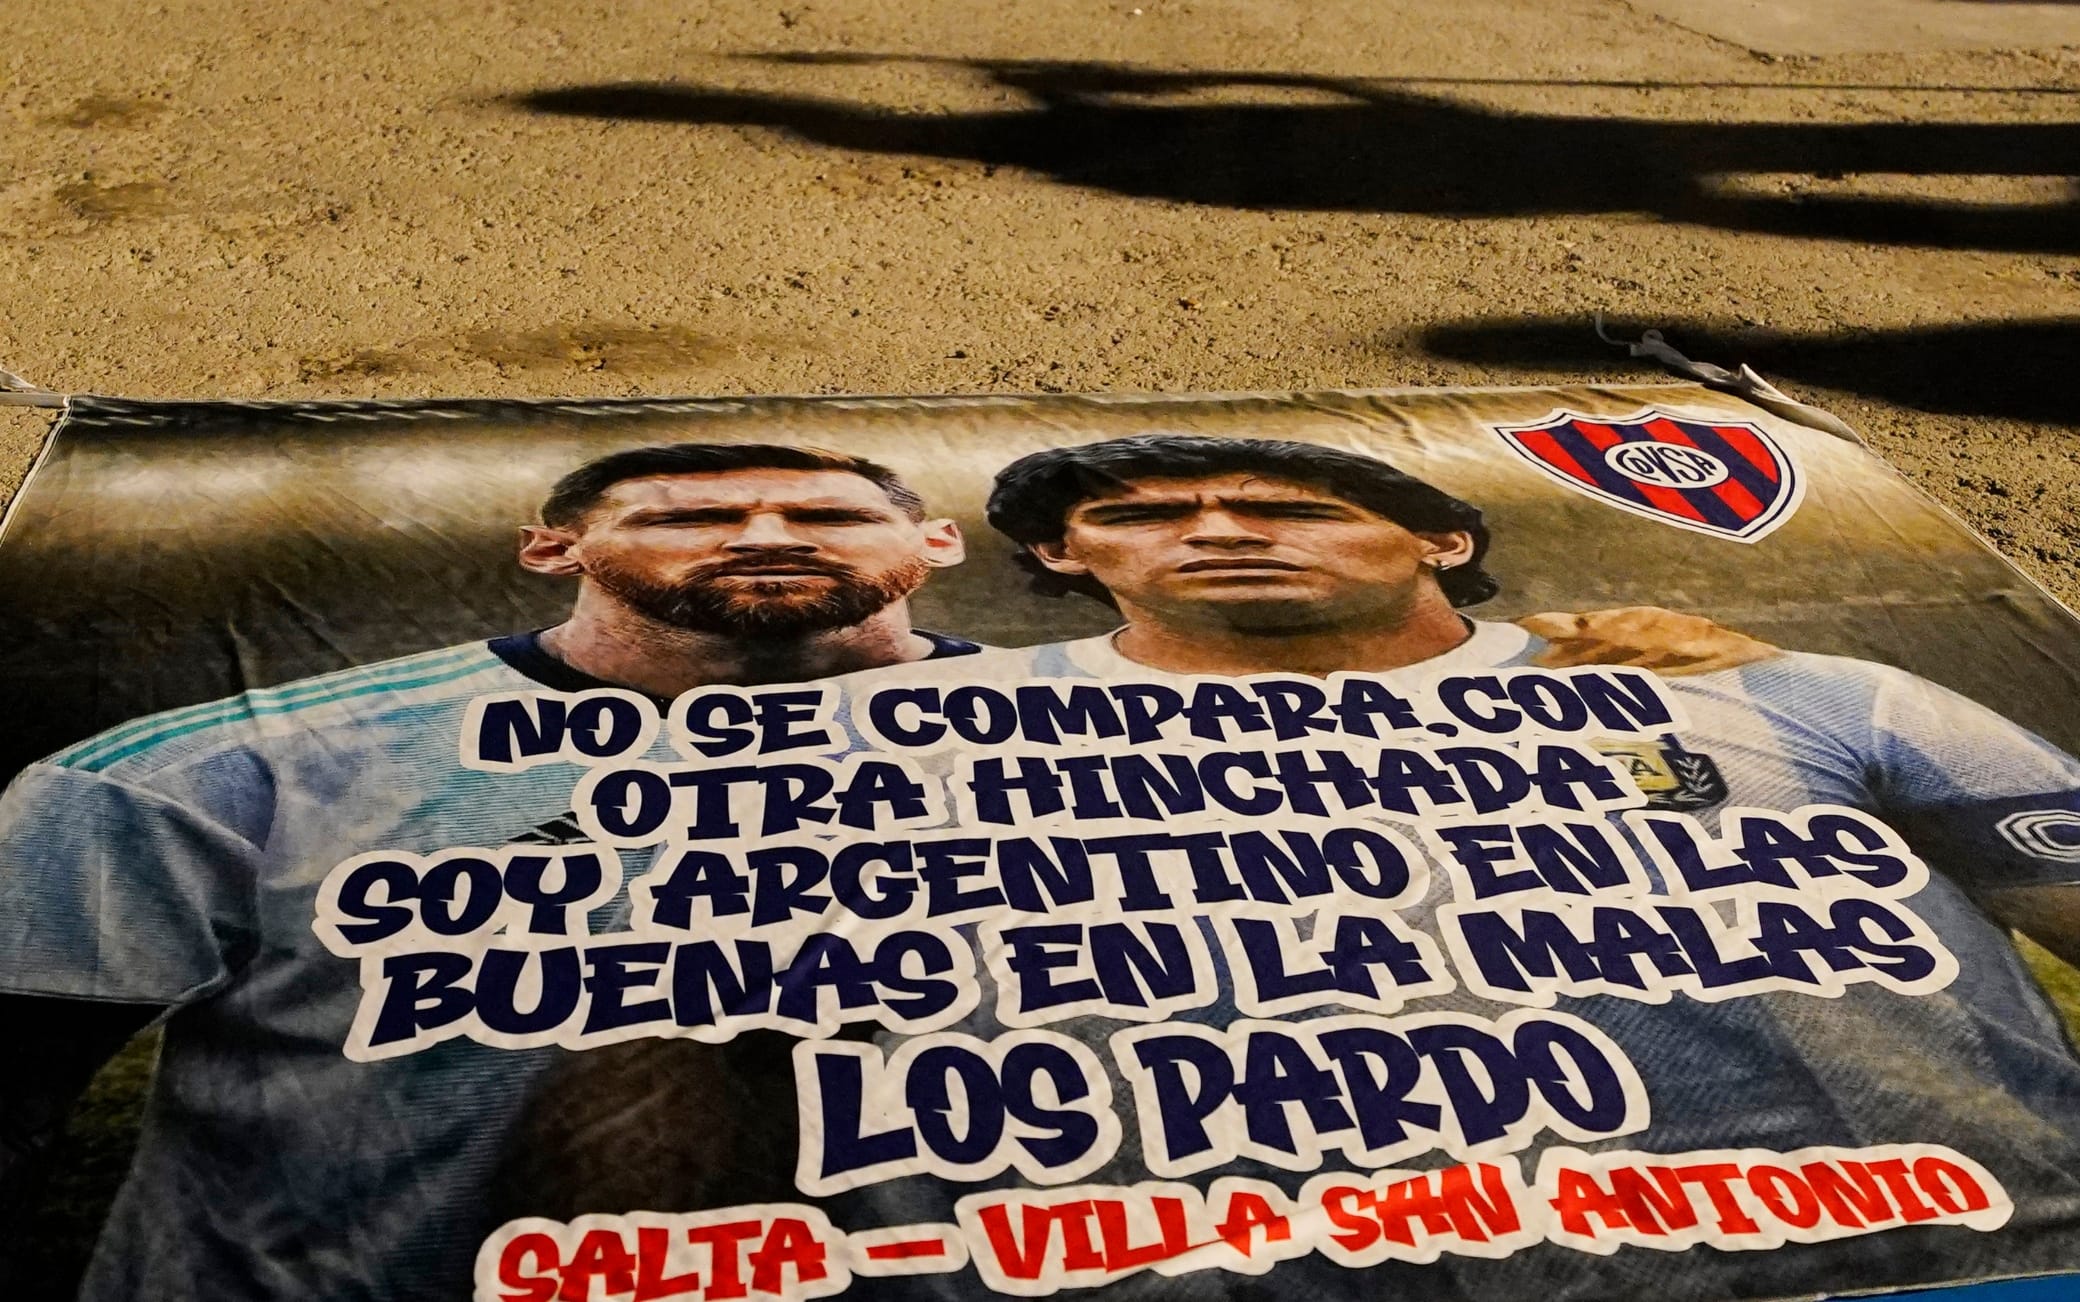 CDVSA
NO SE COMPARA,CON
OTRA HINCHADA
SOY ARGENTINO EN LAS
BUENAS EN LA MALAS
LOS PARDO
SALTA – VILLA SAN ANTONIO